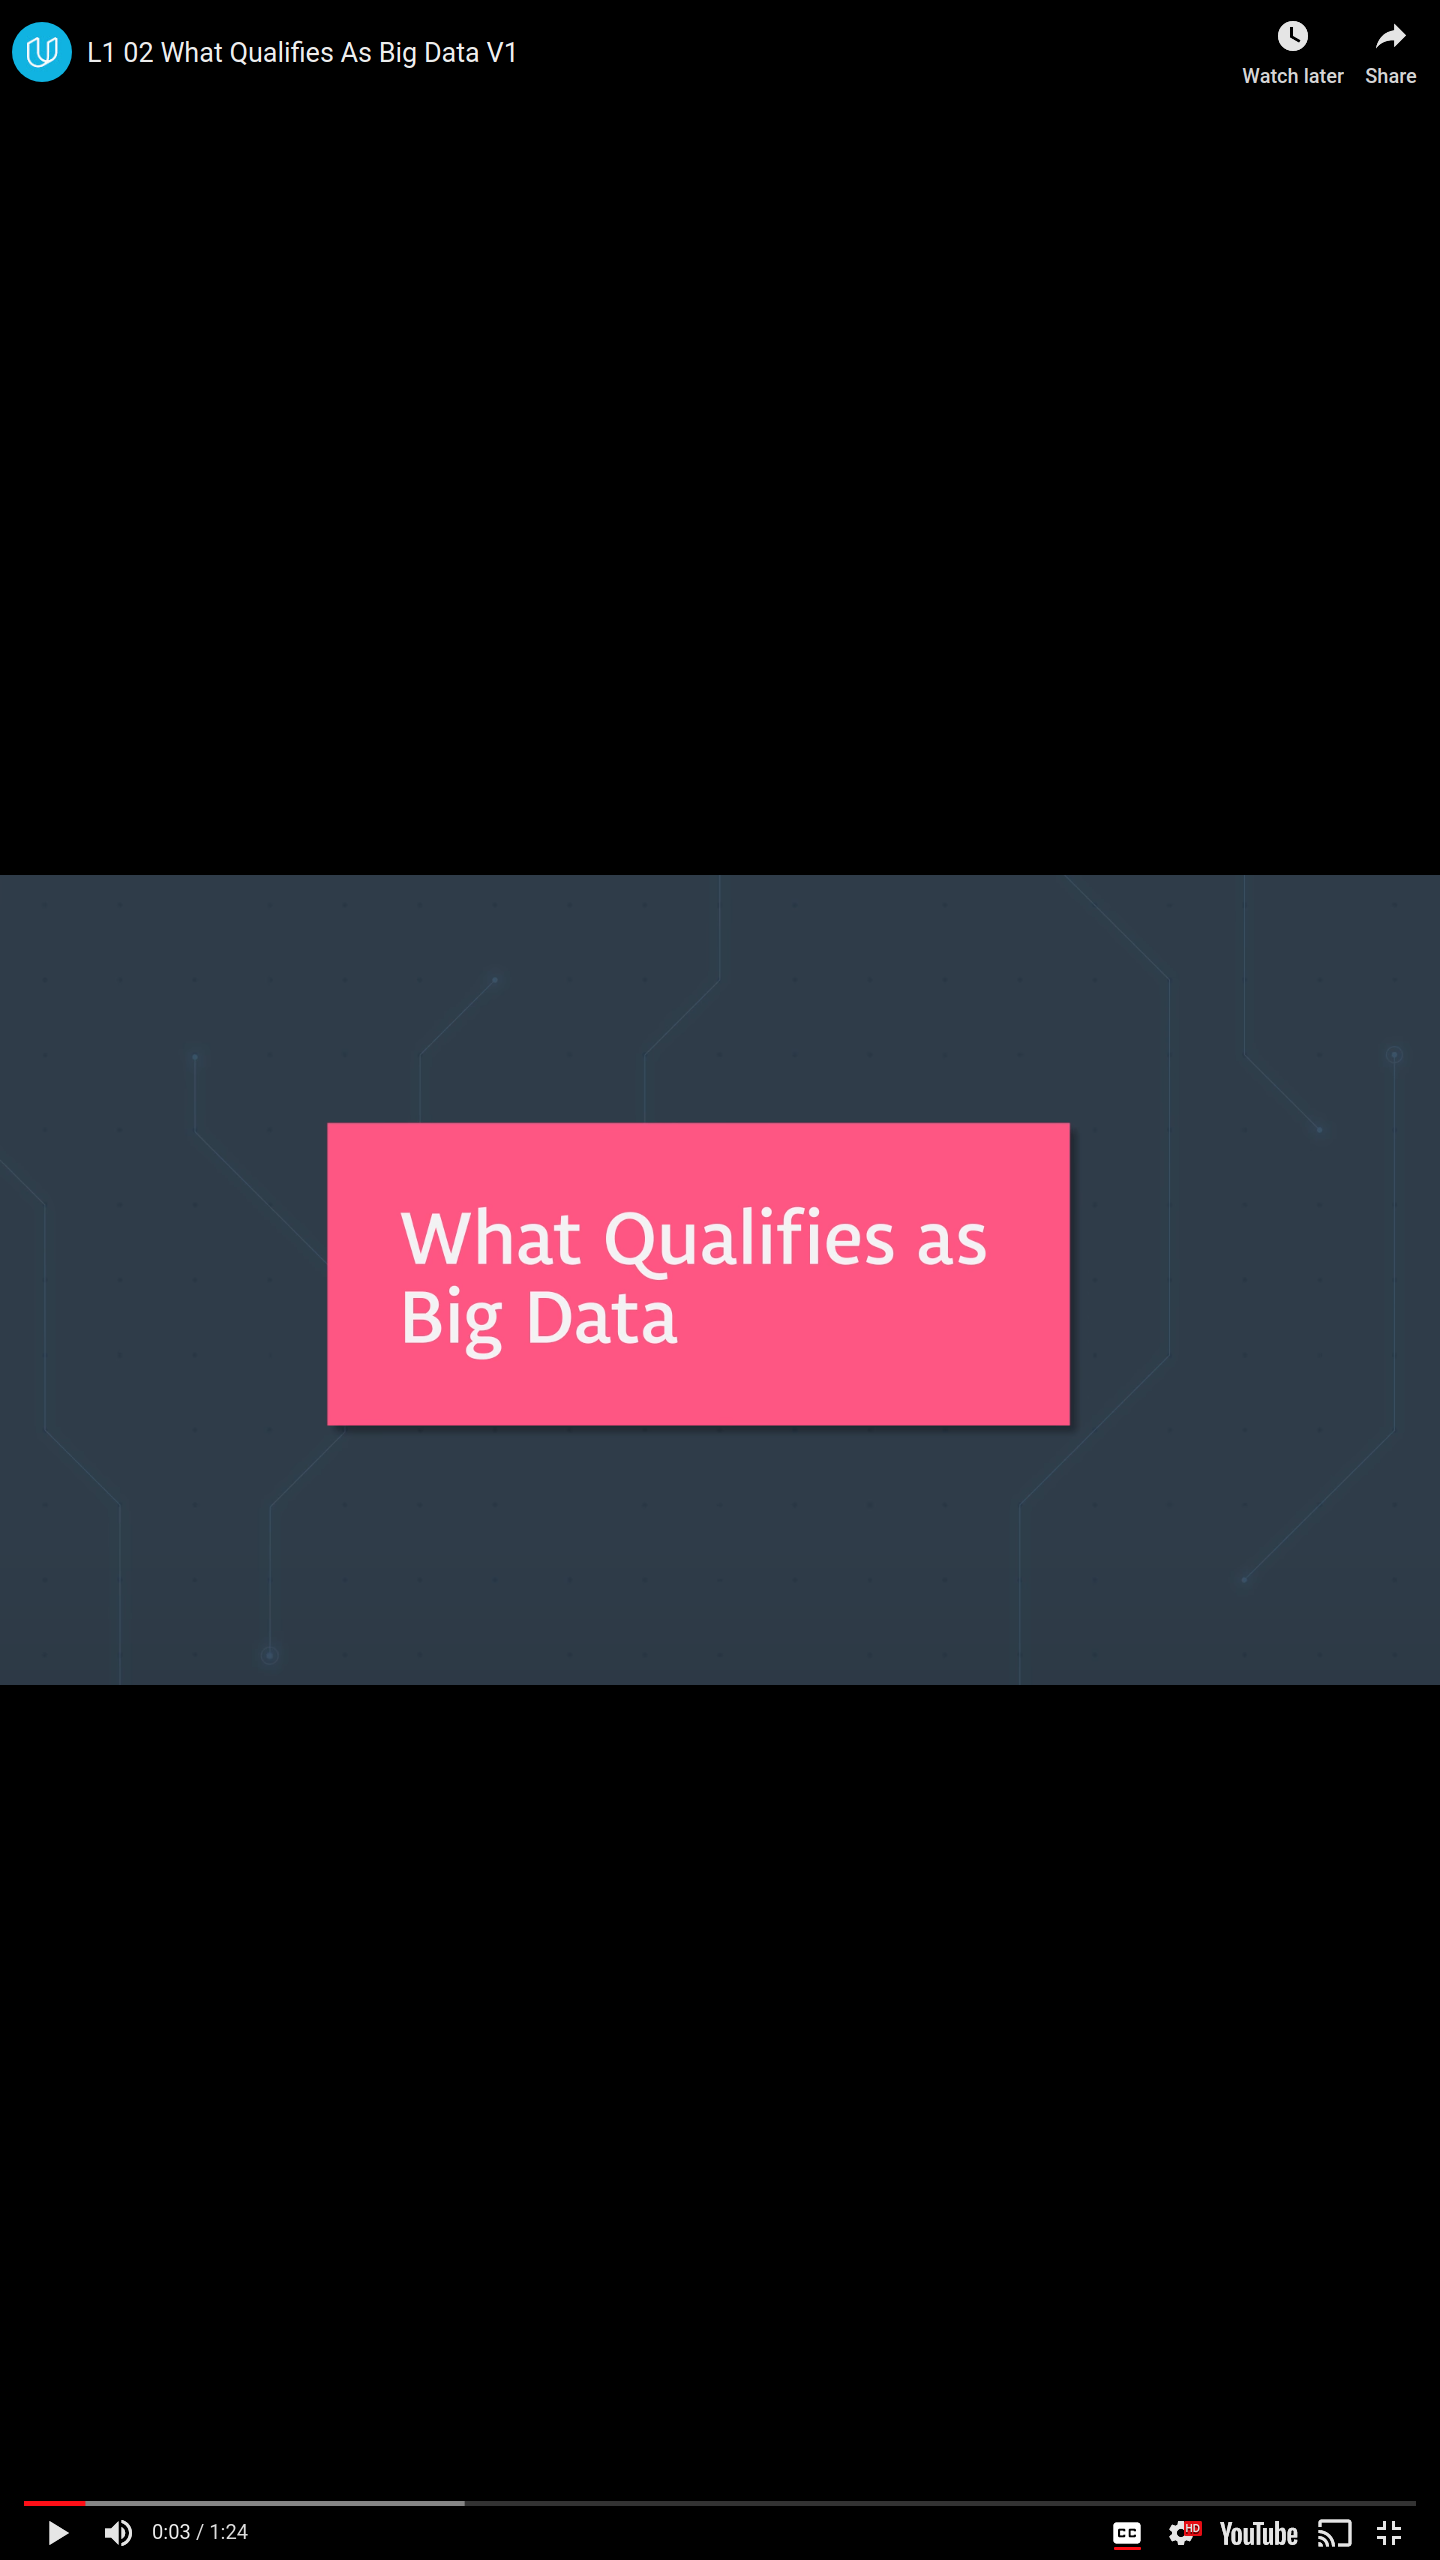 L1 02 What Qualifies As Big Data V1
Watch later
Share
What Qualifies as
Big Data
0:03 / 1:24
CC
HD
YouTube